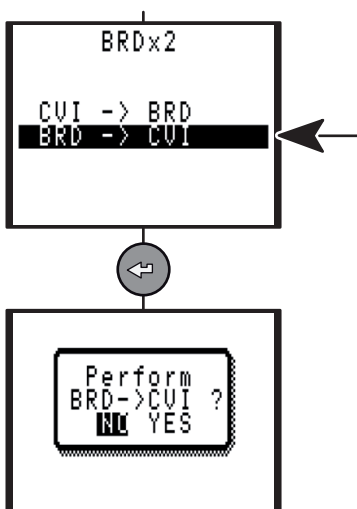 BRDx2
CVI -> BRD
BRD -> CVI
Perform
BRD->CVI ?
NO YES